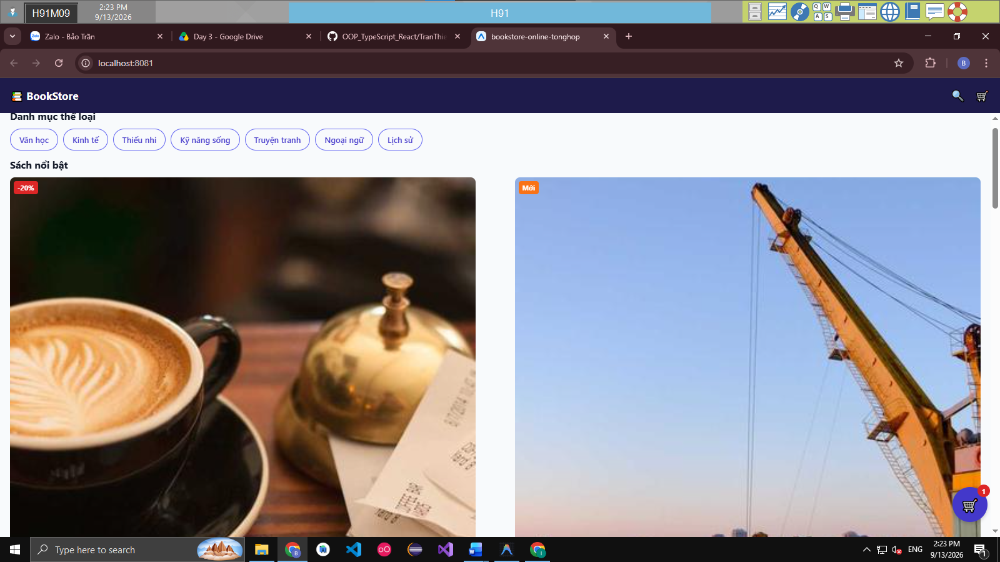 H91M09
2:23 PM
9/13/2026
H91
Q W
A S
Zalo - Bảo Trần
Day 3 - Google Drive
OOP_TypeScript_React/TranThie
bookstore-online-tonghop
localhost:8081
B
BookStore
Danh mục thể loại
Văn học
Kinh tế
Thiếu nhi
Kỹ năng sống
Truyện tranh
Ngoại ngữ
Lịch sử
Sách nổi bật
-20%
Mới
1
Type here to search
ENG
2:23 PM
9/13/2026
1